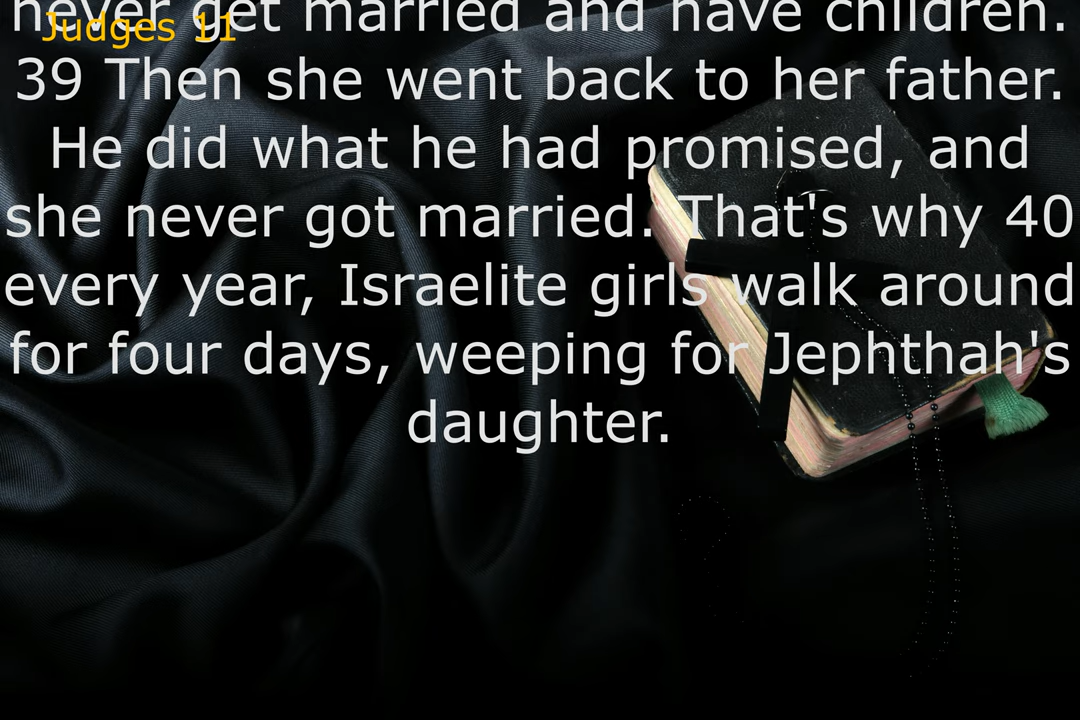 never get married and have children.
Judges 11
39 Then she went back to her father.
He did what he had promised, and
she never got married. That's why 40
every year, Israelite girls walk around
for four days, weeping for Jephthah's
daughter.